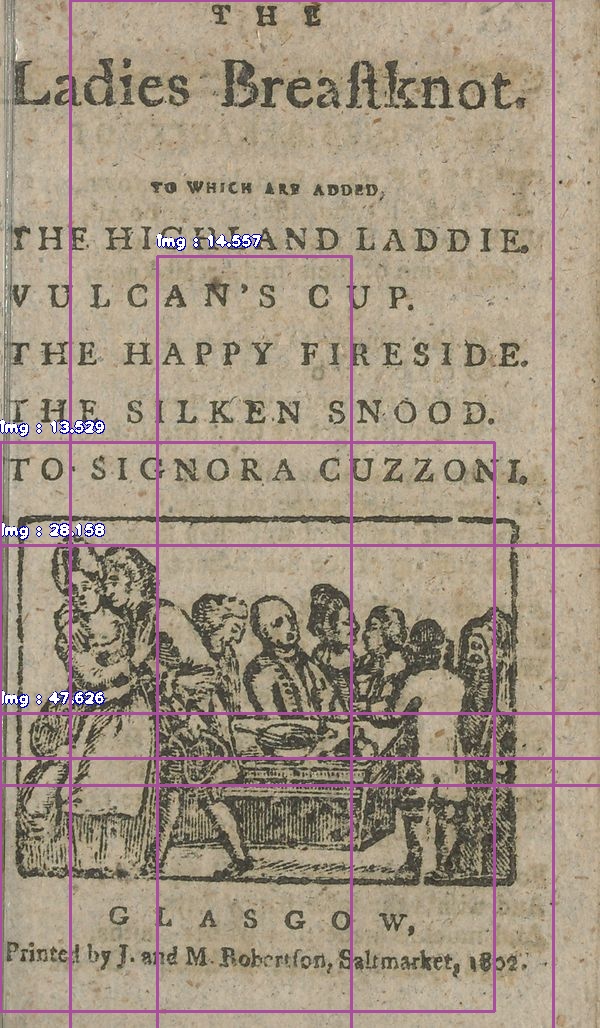 THE
Ladies Breaſtknot.
TO WHICH ARE ADDED,
THE HIGHLAND LADDIE.
VULCAN'S CUP.
THE HAPPY FIRESIDE.
THE SILKEN SNOOD.
TO SIGNORA CUZZONI.
GLASGOW,
Printed by J. and M. Robertſon, Saltmarket, 1802.
img : 14.557
img : 13.529
img : 28.158
img : 47.626